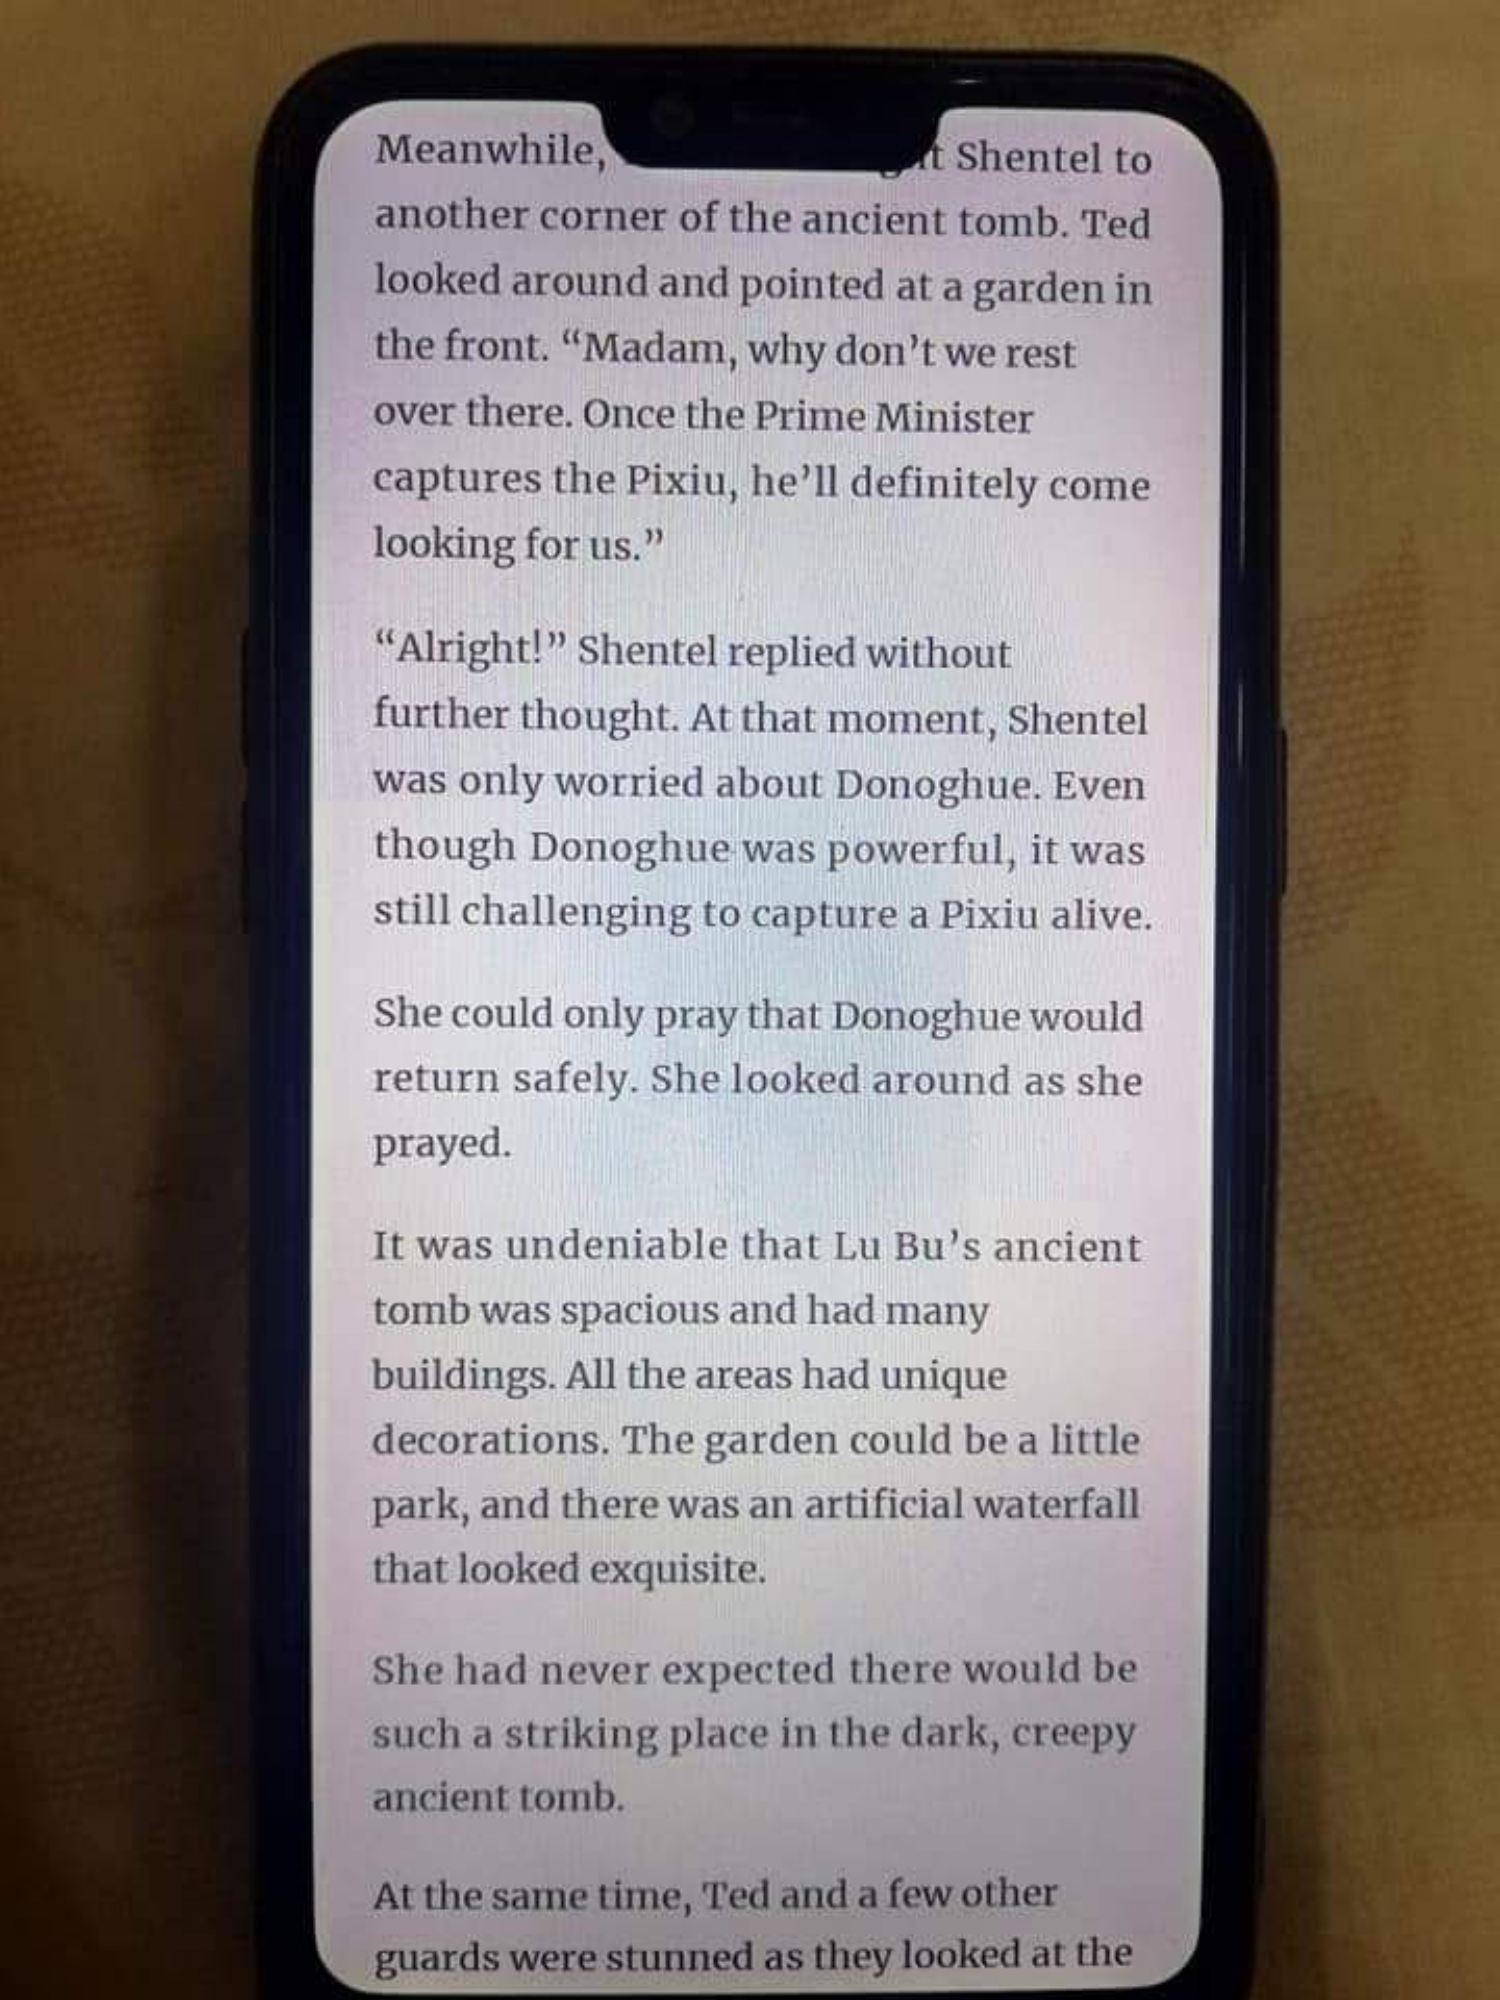 Meanwhile, Shentel to
another corner of the ancient tomb. Ted
looked around and pointed at a garden in
the front. “Madam, why don’t we rest
over there. Once the Prime Minister
captures the Pixiu, he’ll definitely come
looking for us.”
“Alright!” Shentel replied without
further thought. At that moment, Shentel
was only worried about Donoghue. Even
though Donoghue was powerful, it was
still challenging to capture a Pixiu alive.
She could only pray that Donoghue would
return safely. She looked around as she
prayed.
It was undeniable that Lu Bu’s ancient
tomb was spacious and had many
buildings. All the areas had unique
decorations. The garden could be a little
park, and there was an artificial waterfall
that looked exquisite.
She had never expected there would be
such a striking place in the dark, creepy
ancient tomb.
At the same time, Ted and a few other
guards were stunned as they looked at the